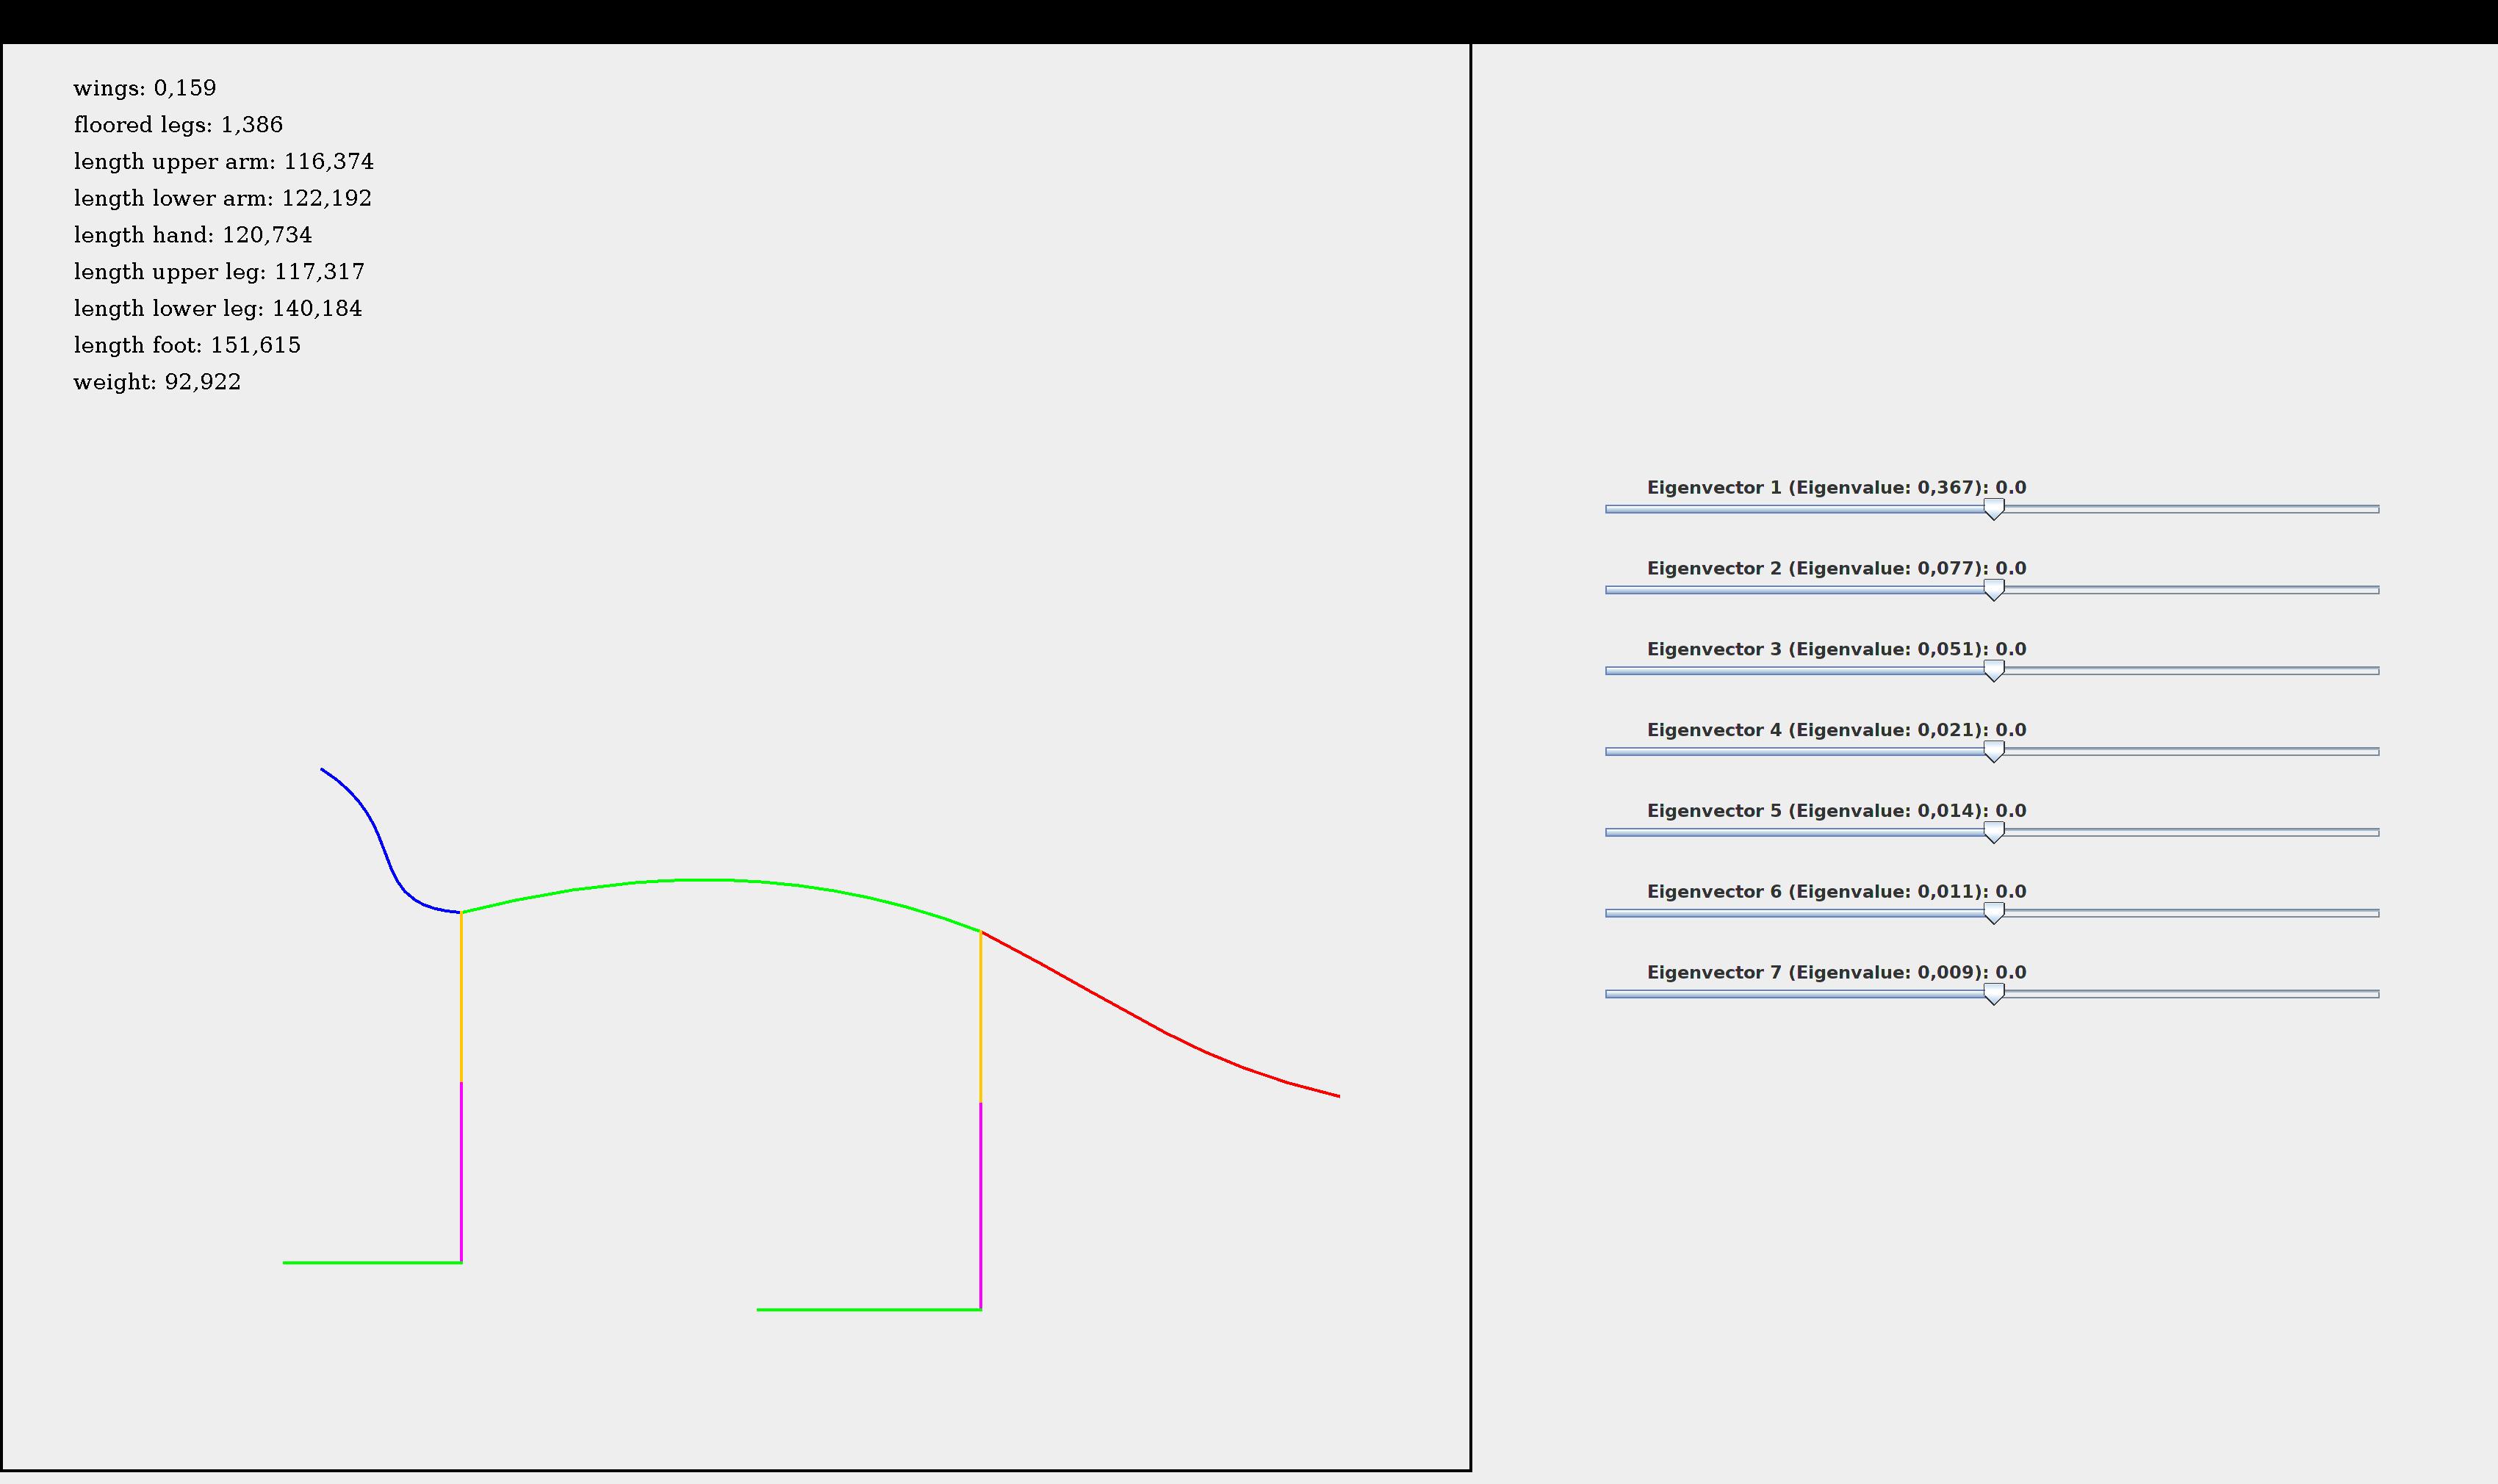 wings: 0,159
floored legs: 1,386
length upper arm: 116,374
length lower arm: 122,192
length hand: 120,734
length upper leg: 117,317
length lower leg: 140,184
length foot: 151,615
weight: 92,922
Eigenvector 1 (Eigenvalue: 0,367): 0.0
Eigenvector 2 (Eigenvalue: 0,077): 0.0
Eigenvector 3 (Eigenvalue: 0,051): 0.0
Eigenvector 4 (Eigenvalue: 0,021): 0.0
Eigenvector 5 (Eigenvalue: 0,014): 0.0
Eigenvector 6 (Eigenvalue: 0,011): 0.0
Eigenvector 7 (Eigenvalue: 0,009): 0.0